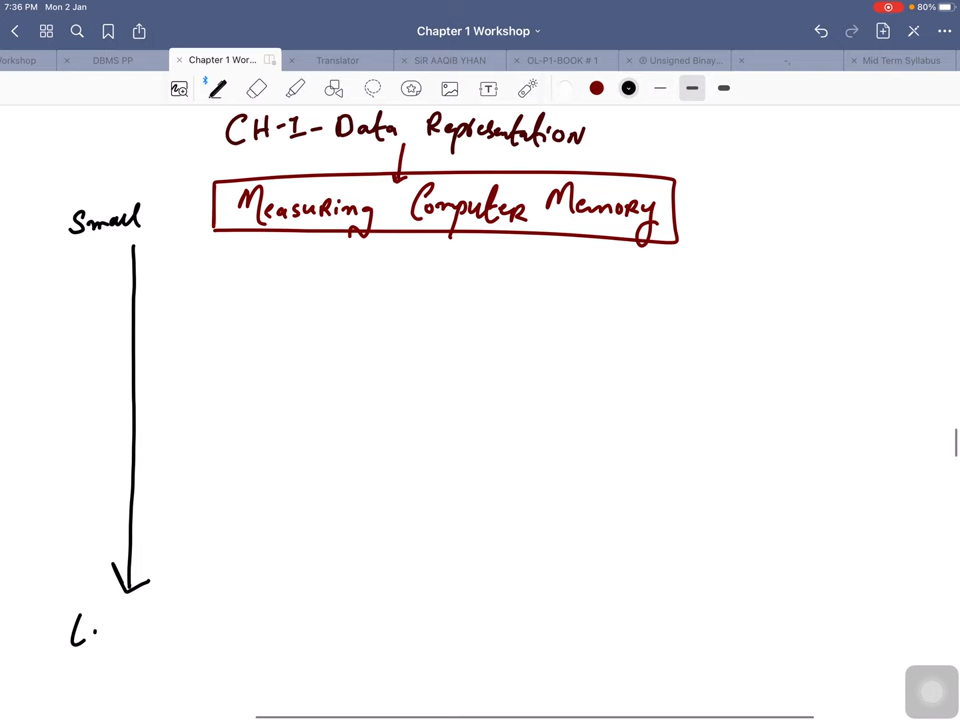 7:36 PM Mon 2 Jan
80%
Chapter 1 Workshop
orkshop
DBMS PP
Chapter 1 Wor...
Translator
SiR AAQIB YHAN
OL-P1-BOOK # 1
Unsigned Binay...
Mid Term Syllabus
CH-1- Data Representation
Measuring Computer Memory
Small
L